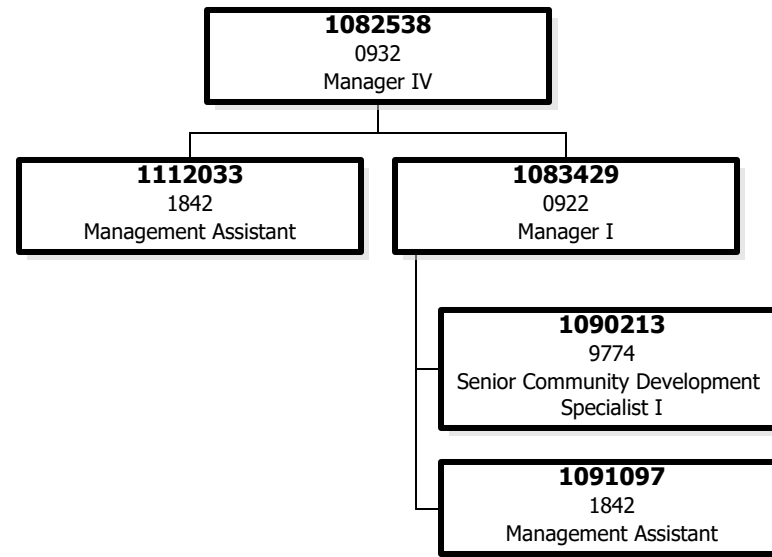 1082538
0932
Manager IV
1112033
1842
Management Assistant
1083429
0922
Manager I
1090213
9774
Senior Community Development
Specialist I
1091097
1842
Management Assistant